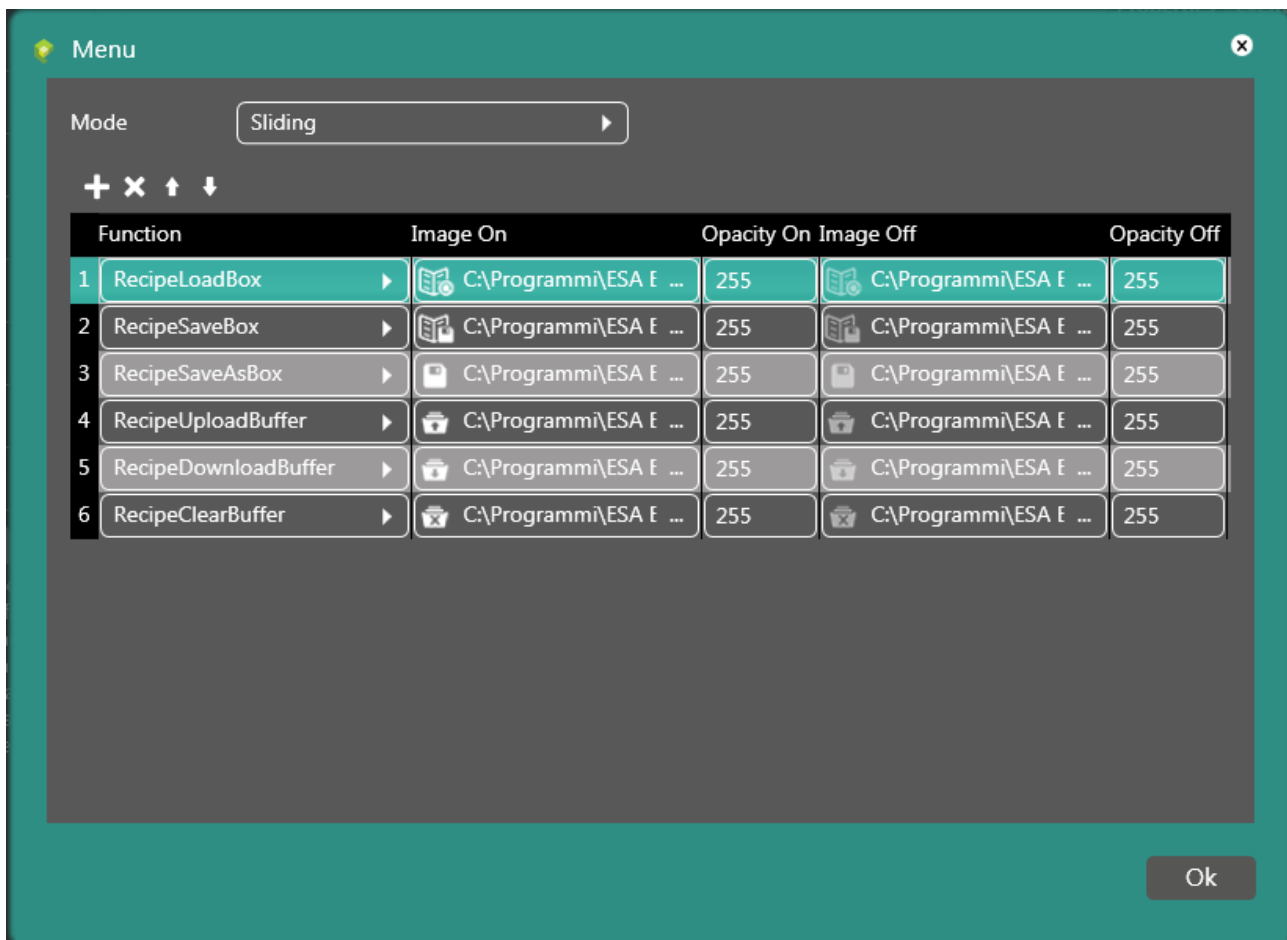 Menu
Mode Sliding
Function Image On Opacity On Image Off Opacity Off
1 RecipeLoadBox C:\Programmi\ESA E ... 255 C:\Programmi\ESA E ... 255
2 RecipeSaveBox C:\Programmi\ESA E ... 255 C:\Programmi\ESA E ... 255
3 RecipeSaveAsBox C:\Programmi\ESA E ... 255 C:\Programmi\ESA E ... 255
4 RecipeUploadBuffer C:\Programmi\ESA E ... 255 C:\Programmi\ESA E ... 255
5 RecipeDownloadBuffer C:\Programmi\ESA E ... 255 C:\Programmi\ESA E ... 255
6 RecipeClearBuffer C:\Programmi\ESA E ... 255 C:\Programmi\ESA E ... 255
Ok